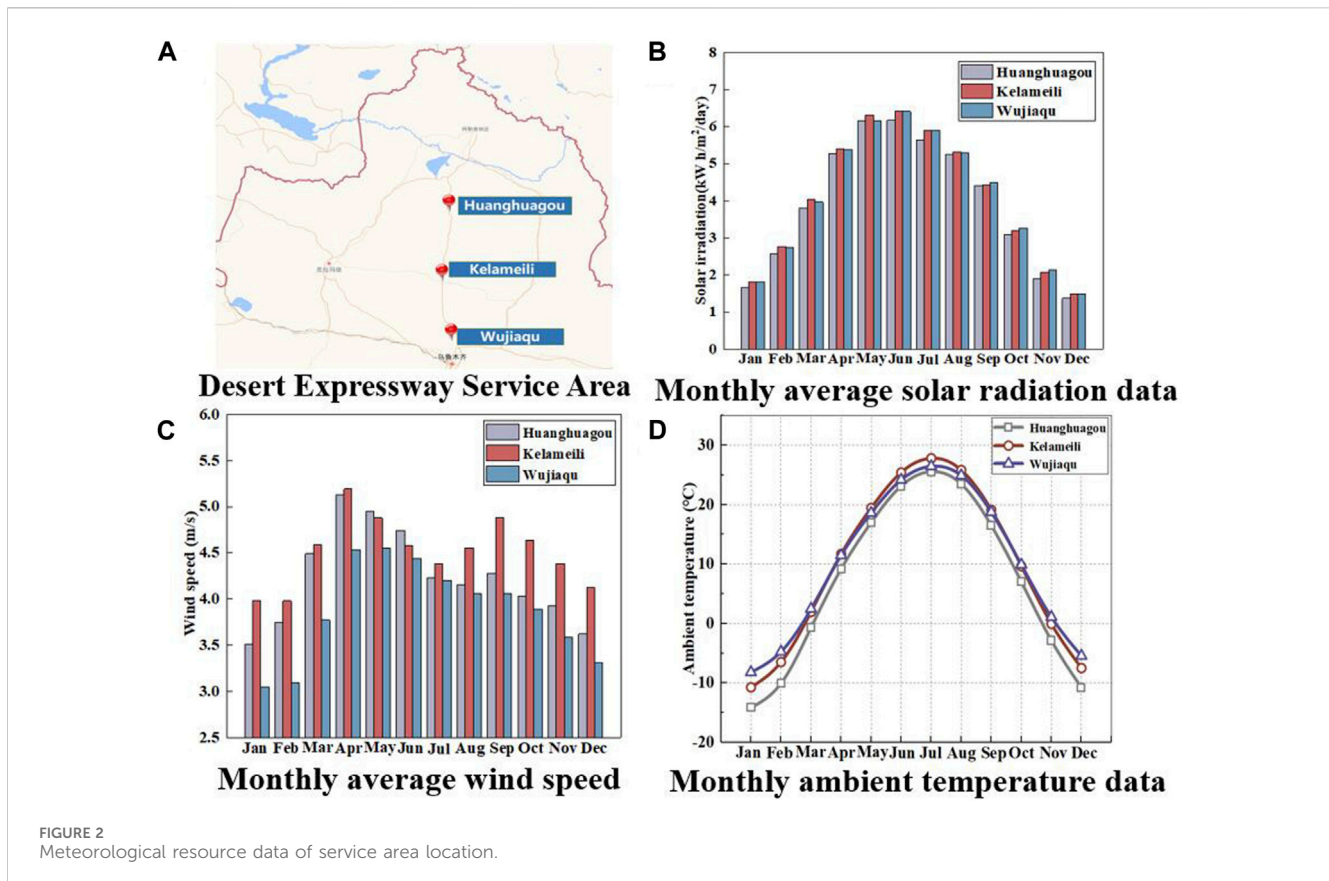 A
Huanghuagou
Kelameili
Wujiaqu
乌鲁木齐
Desert Expressway Service Area
B
Solar irradiation(kW h/m²/day)
8
7
6
5
4
3
2
1
0
Huanghuagou
Kelameili
Wujiaqu
Jan Feb Mar Apr May Jun Jul Aug Sep Oct Nov Dec
Monthly average solar radiation data
C
Wind speed (m/s)
6.0
5.5
5.0
4.5
4.0
3.5
3.0
2.5
Huanghuagou
Kelameili
Wujiaqu
Jan Feb Mar Apr May Jun Jul Aug Sep Oct Nov Dec
Monthly average wind speed
D
Ambient temperature (°C)
30
20
10
0
-10
-20
Huanghuagou
Kelameili
Wujiaqu
Jan Feb Mar Apr May Jun Jul Aug Sep Oct Nov Dec
Monthly ambient temperature data
FIGURE 2
Meteorological resource data of service area location.